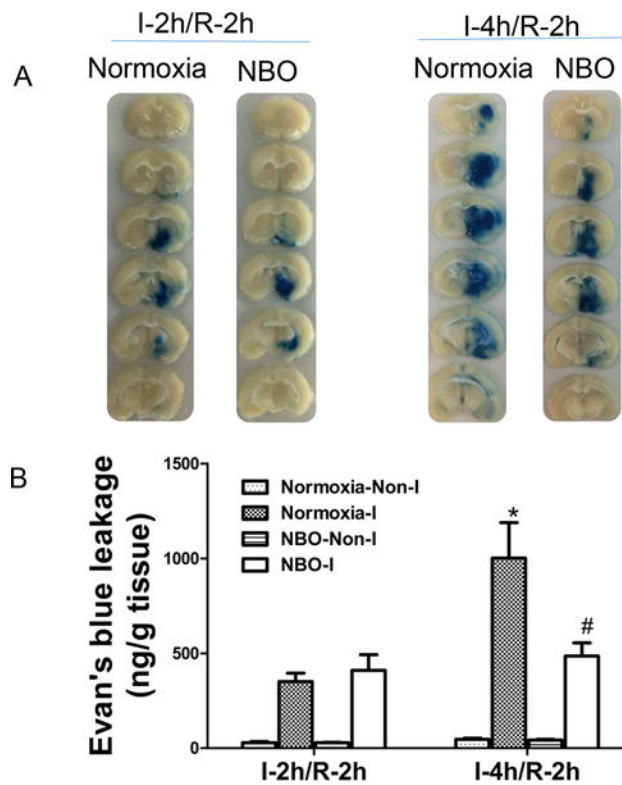 I-2h/R-2h I-4h/R-2h
A
Normoxia NBO Normoxia NBO
B
Evan's blue leakage
(ng/g tissue)
1500
1000
500
0
Normoxia-Non-I
Normoxia-I
NBO-Non-I
NBO-I
*
#
I-2h/R-2h I-4h/R-2h